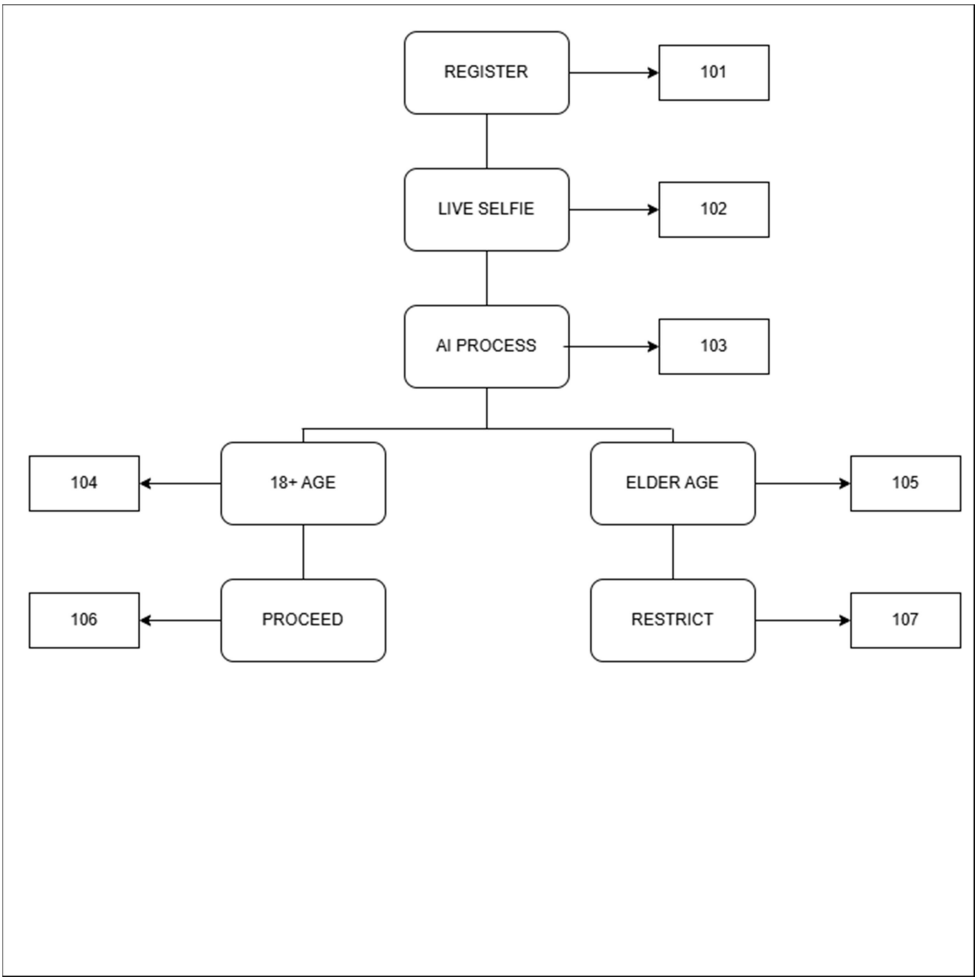 REGISTER
101
LIVE SELFIE
102
AI PROCESS
103
104
18+ AGE
ELDER AGE
105
106
PROCEED
RESTRICT
107